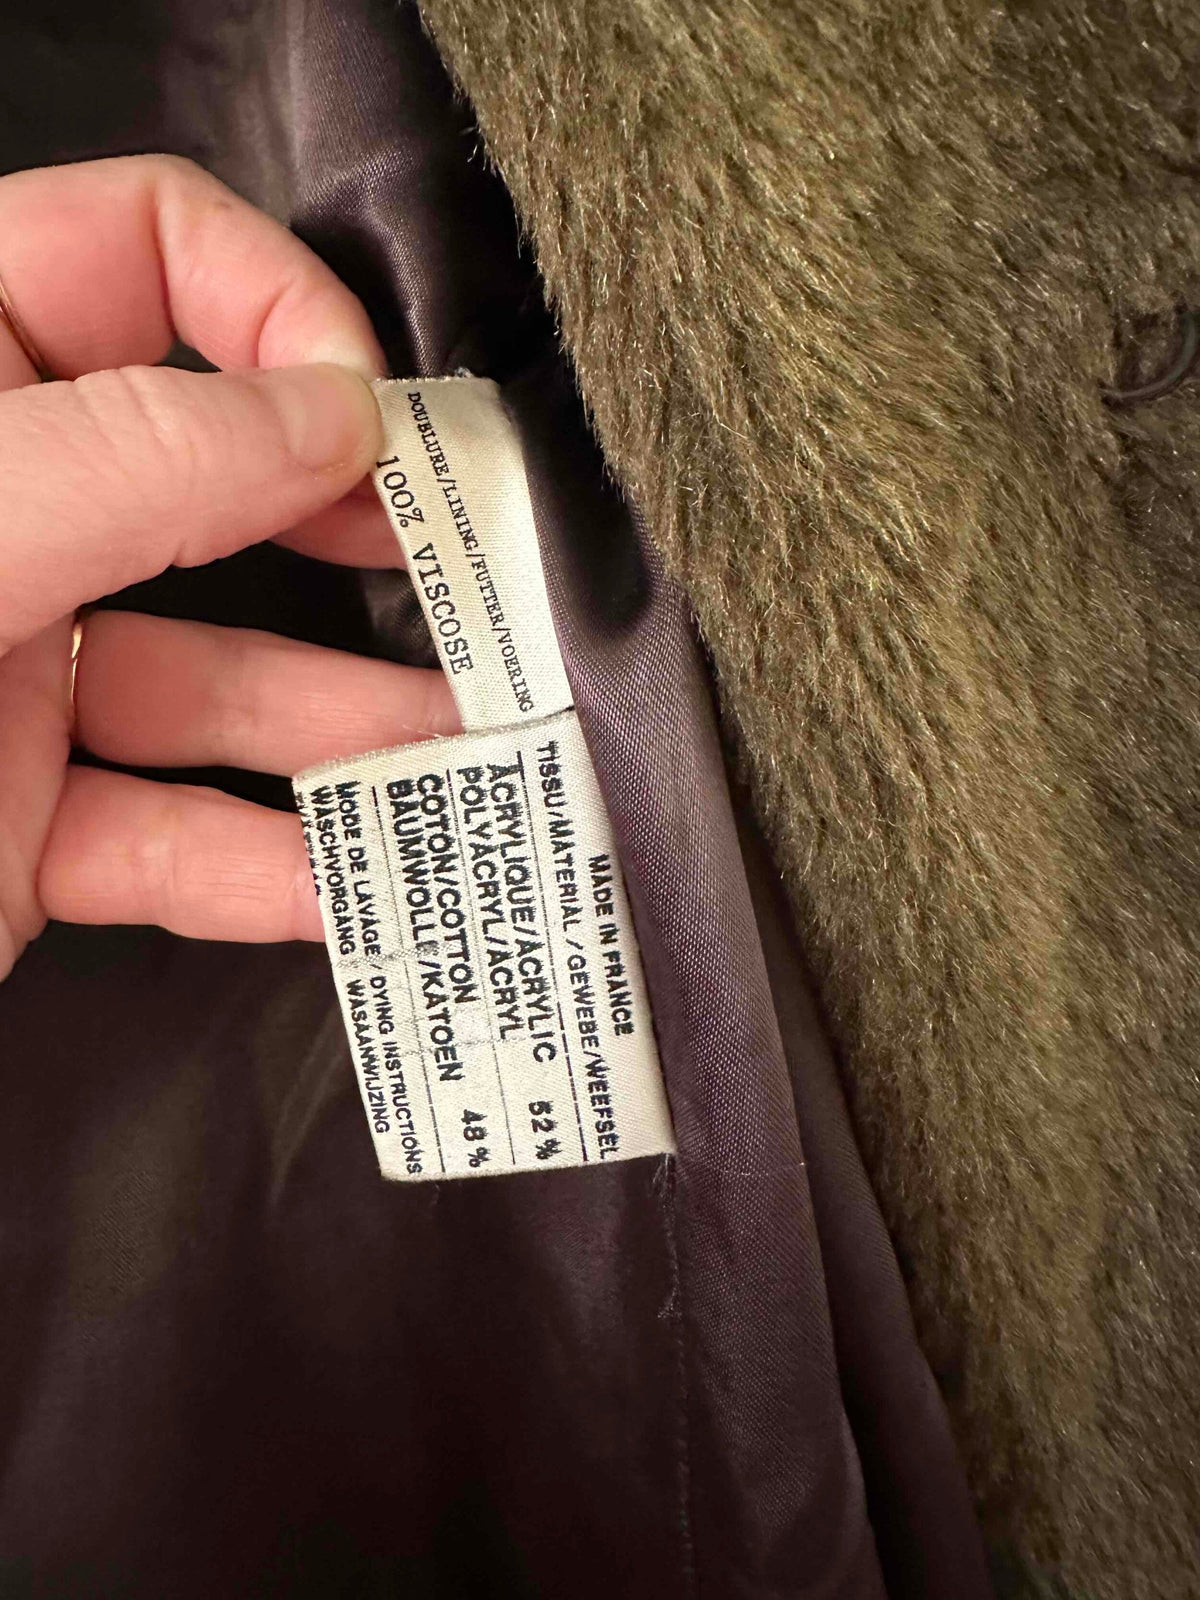 DOUBLURE/LINING/FUTTER/VOERING
100% VISCOSE
MADE IN FRANCE
TISSU/MATERIAL/GEWEBE/WEEFSEL
ACRYLIQUE/ACRYLIC 52%
POLYACRYL/ACRYL
COTON/COTTON 48%
BAUMWOLLE/KATOEN
MODE DE LAVAGE/DYING INSTRUCTIONS
WASCHVORGANG WASAANWIJZING